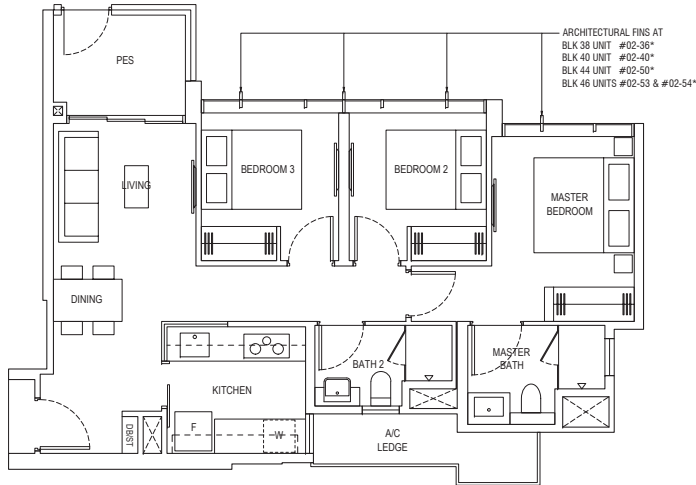 ARCHITECTURAL FINS AT
BLK 38 UNIT #02-36*
BLK 40 UNIT #02-40*
BLK 44 UNIT #02-50*
BLK 46 UNITS #02-53 & #02-54*
PES
LIVING
BEDROOM 3
BEDROOM 2
MASTER
BEDROOM
DINING
BATH 2
MASTER
BATH
KITCHEN
DB/ST
F
W
A/C
LEDGE